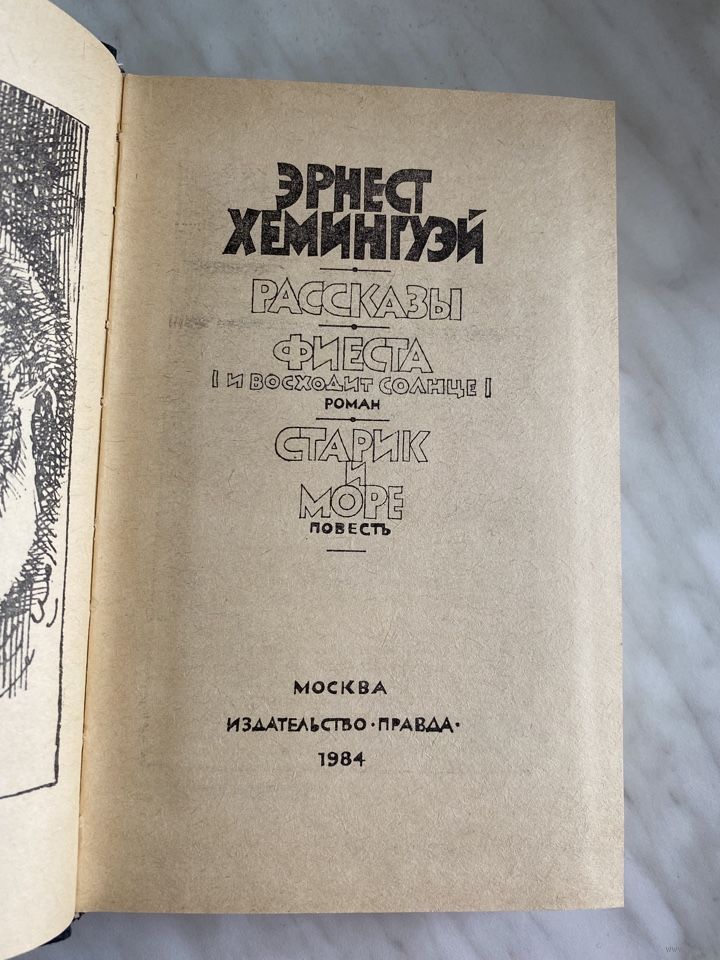 ЭРНЕСТ
ХЕМИНГУЭЙ
РАССКАЗЫ
ФИЕСТА
[ И ВОСХОДИТ СОЛНЦЕ ]
РОМАН
СТАРИК
И
МОРЕ
ПОВЕСТЬ
МОСКВА
ИЗДАТЕЛЬСТВО · ПРАВДА ·
1984